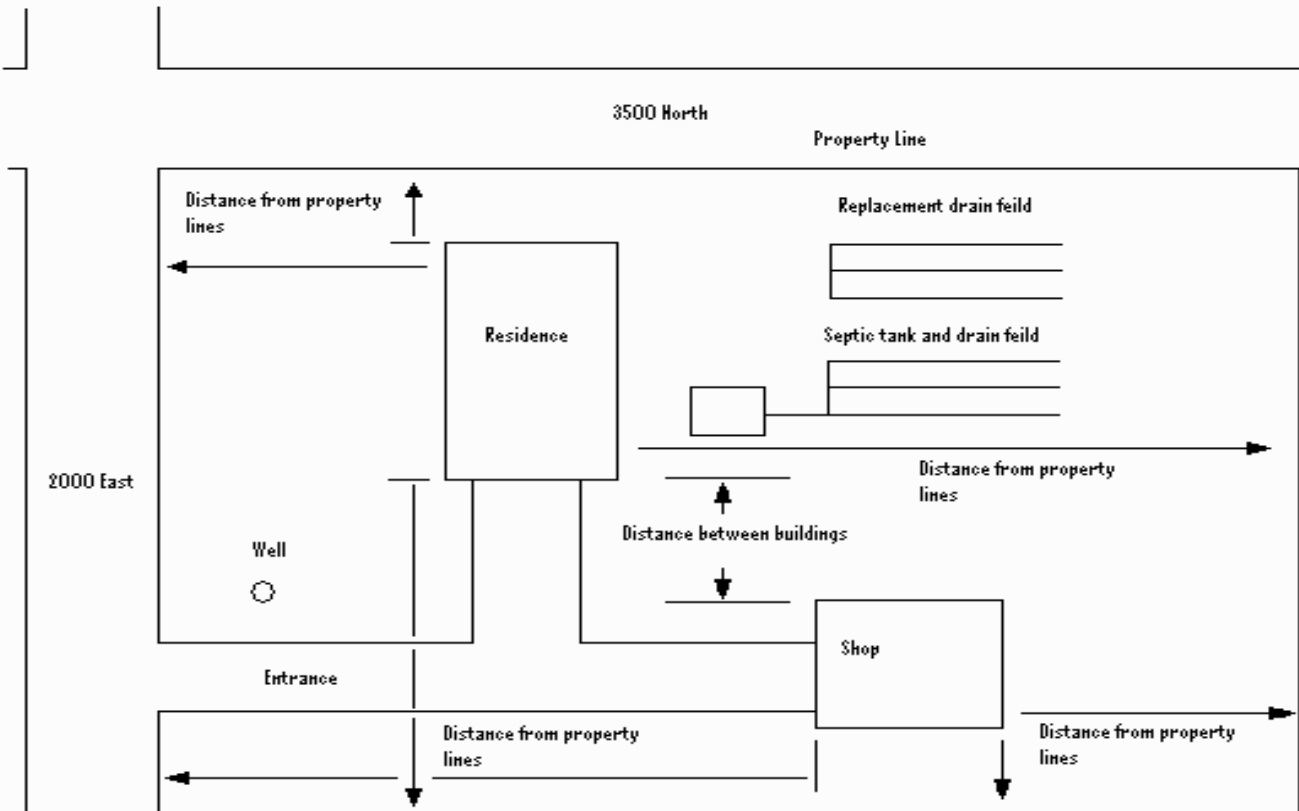 3500 North
Property Line
Distance from property
lines
Replacement drain feild
Residence
Septic tank and drain feild
2000 East
Distance from property
lines
Distance between buildings
Well
Shop
Entrance
Distance from property
lines
Distance from property
lines